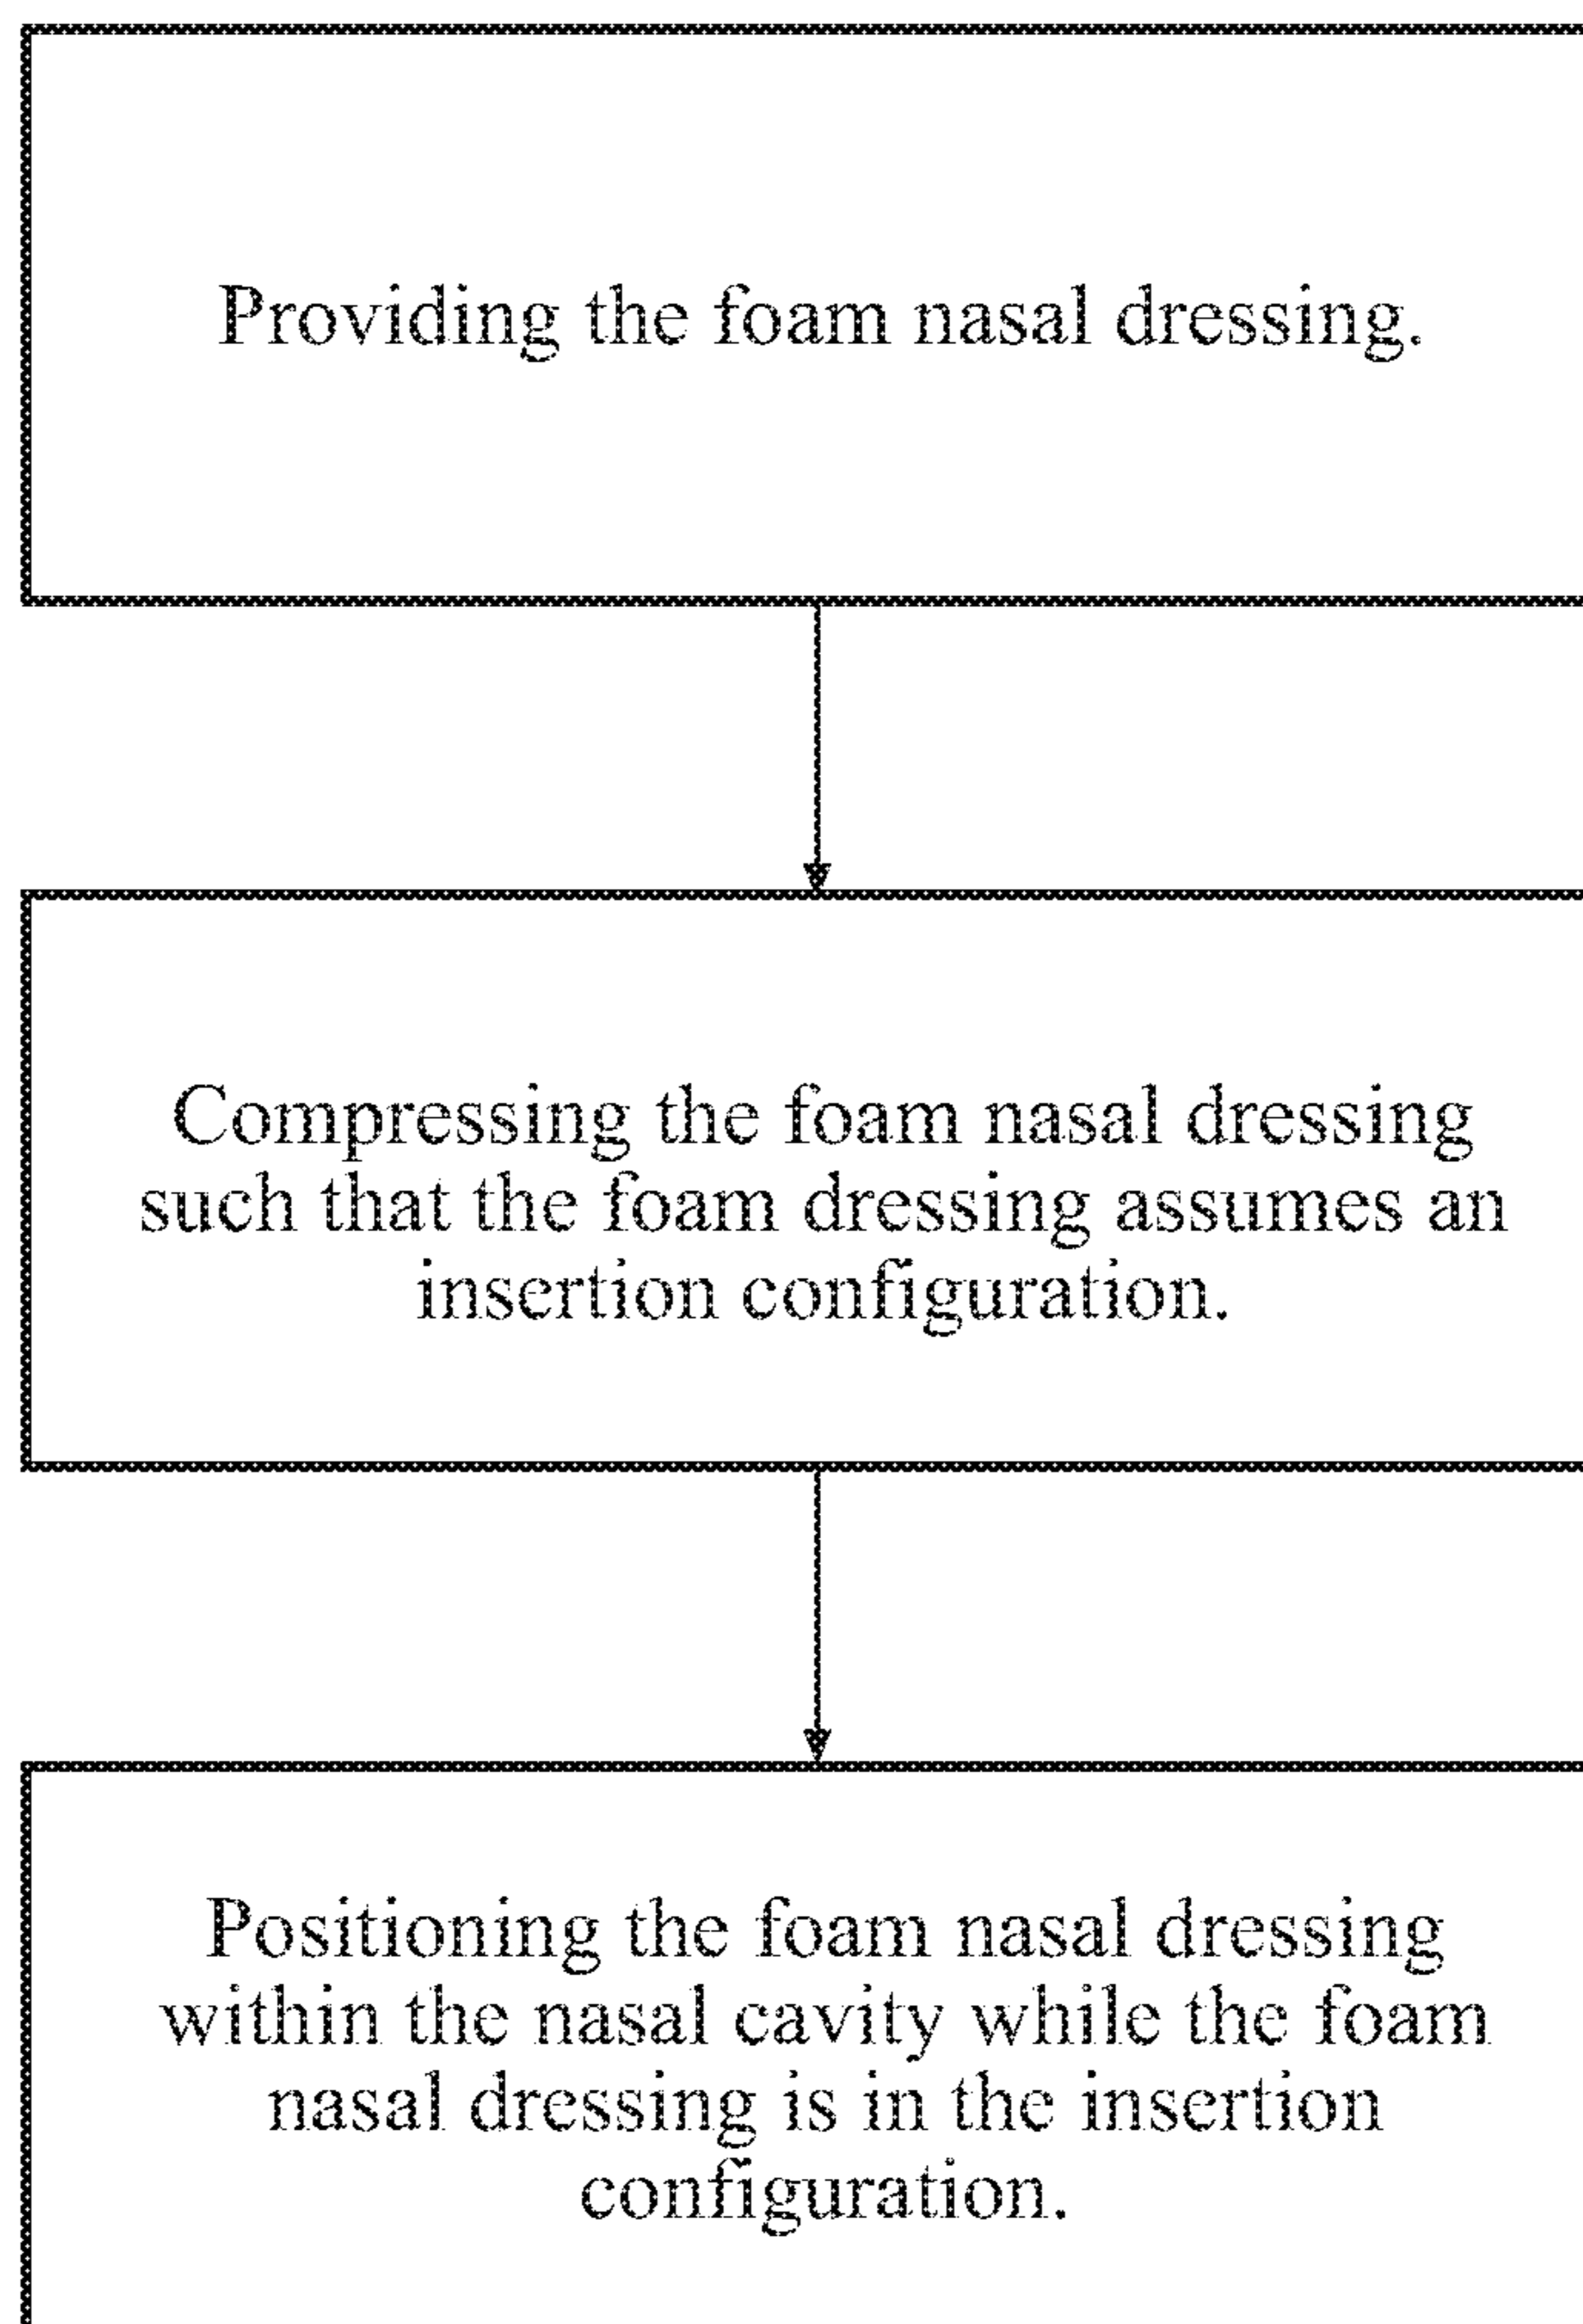 Providing the foam nasal dressing.
Compressing the foam nasal dressing
such that the foam dressing assumes an
insertion configuration.
Positioning the foam nasal dressing
within the nasal cavity while the foam
nasal dressing is in the insertion
configuration.